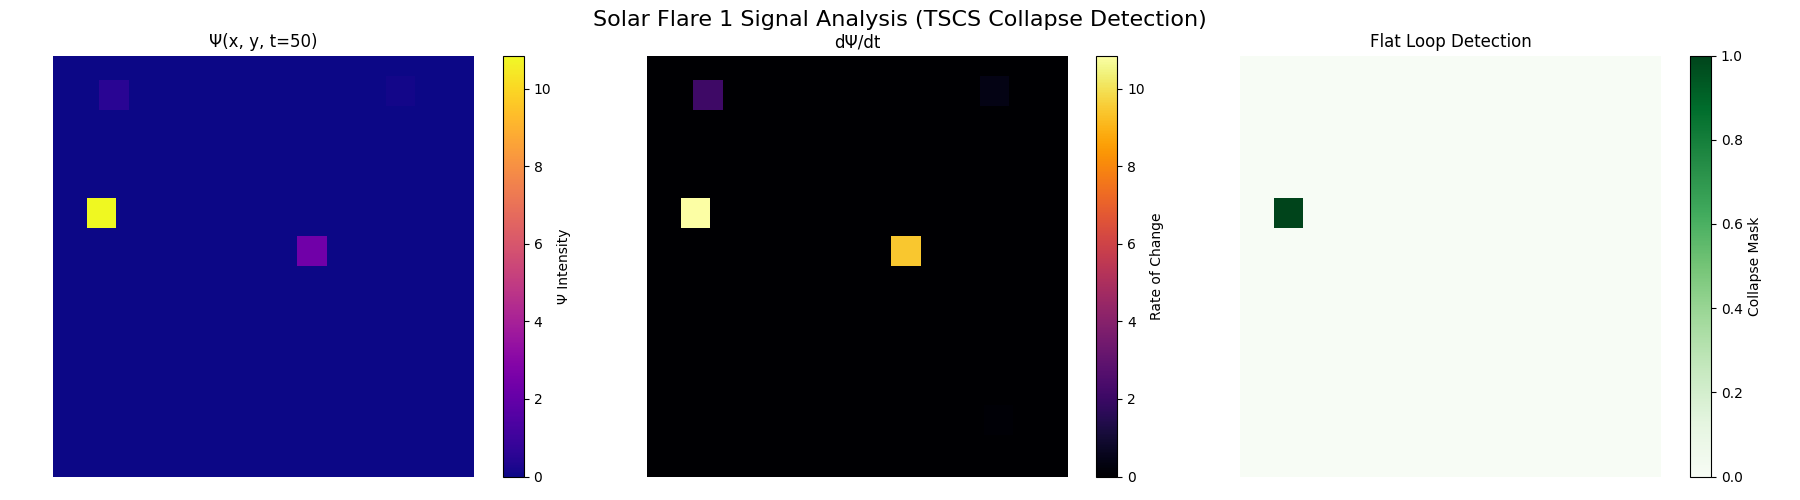 Solar Flare 1 Signal Analysis (TSCS Collapse Detection)
Ψ(x, y, t=50)
10
8
6
4
2
0
Ψ Intensity
dΨ/dt
10
8
6
4
2
0
Rate of Change
Flat Loop Detection
1.0
0.8
0.6
0.4
0.2
0.0
Collapse Mask